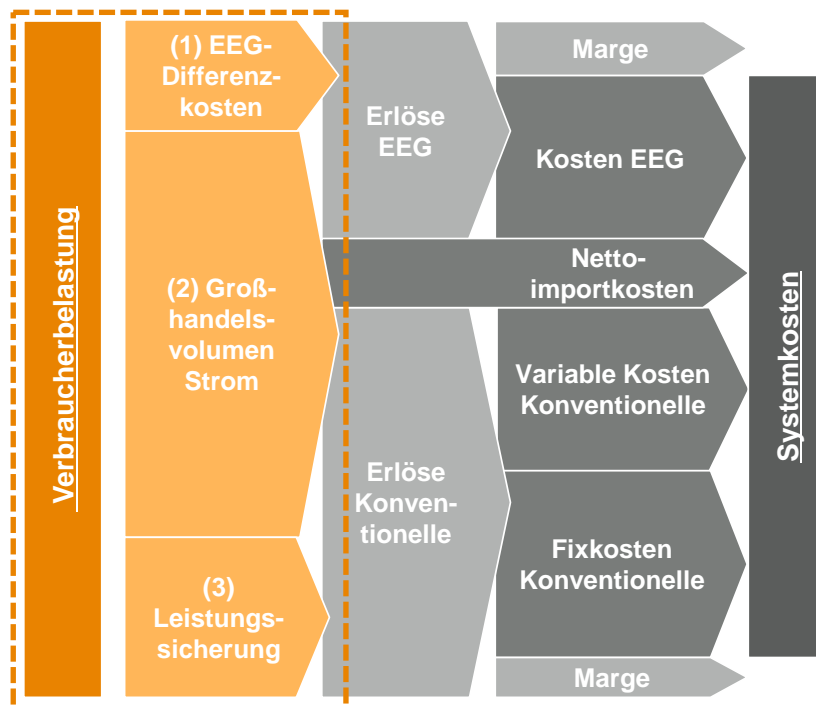 Verbraucherbelastung
(1) EEG-
Differenz-
kosten
(2) Groß-
handels-
volumen
Strom
(3)
Leistungs-
sicherung
Erlöse
EEG
Erlöse
Konven-
tionelle
Marge
Kosten EEG
Netto-
importkosten
Variable Kosten
Konventionelle
Fixkosten
Konventionelle
Marge
Systemkosten